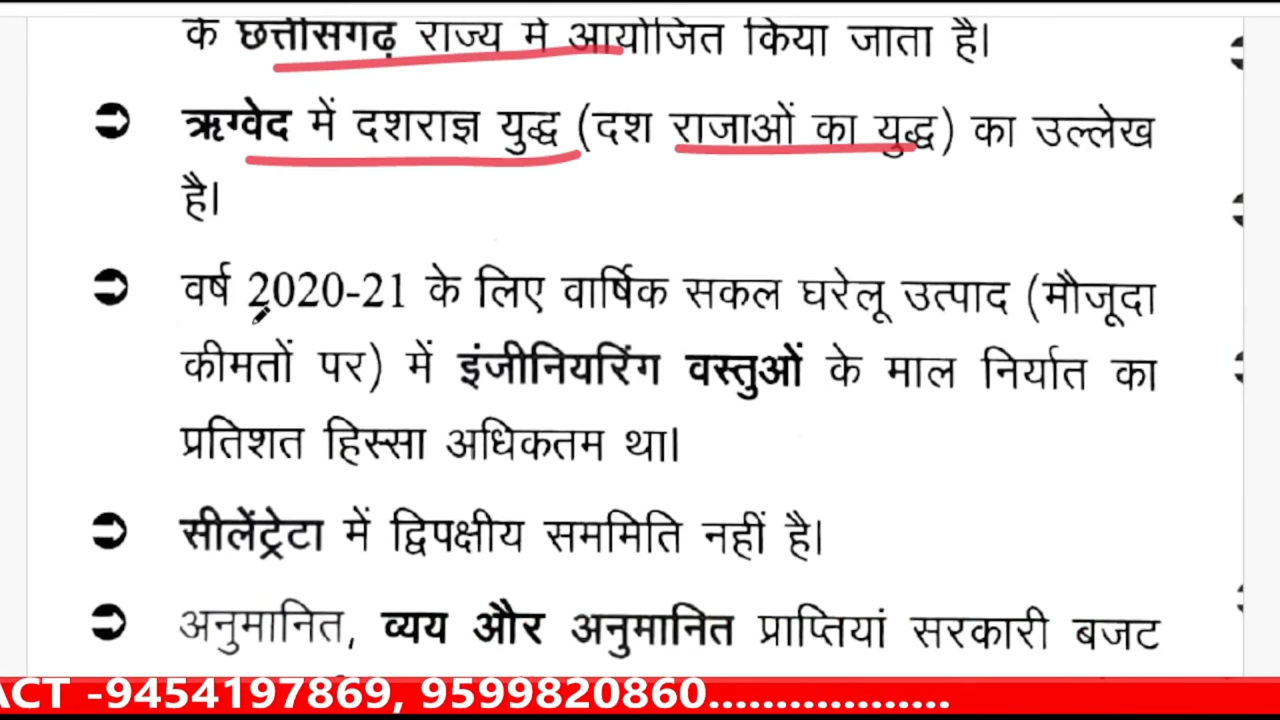 के छत्तीसगढ़ राज्य में आयोजित किया जाता है।
➲ ऋग्वेद में दशराज्ञ युद्ध (दश राजाओं का युद्ध) का उल्लेख
है।
➲ वर्ष 2020-21 के लिए वार्षिक सकल घरेलू उत्पाद (मौजूदा
कीमतों पर) में इंजीनियरिंग वस्तुओं के माल निर्यात का
प्रतिशत हिस्सा अधिकतम था।
➲ सीलेंट्रेटा में द्विपक्षीय सममिति नहीं है।
➲ अनुमानित, व्यय और अनुमानित प्राप्तियां सरकारी बजट
ACT -9454197869, 9599820860..................